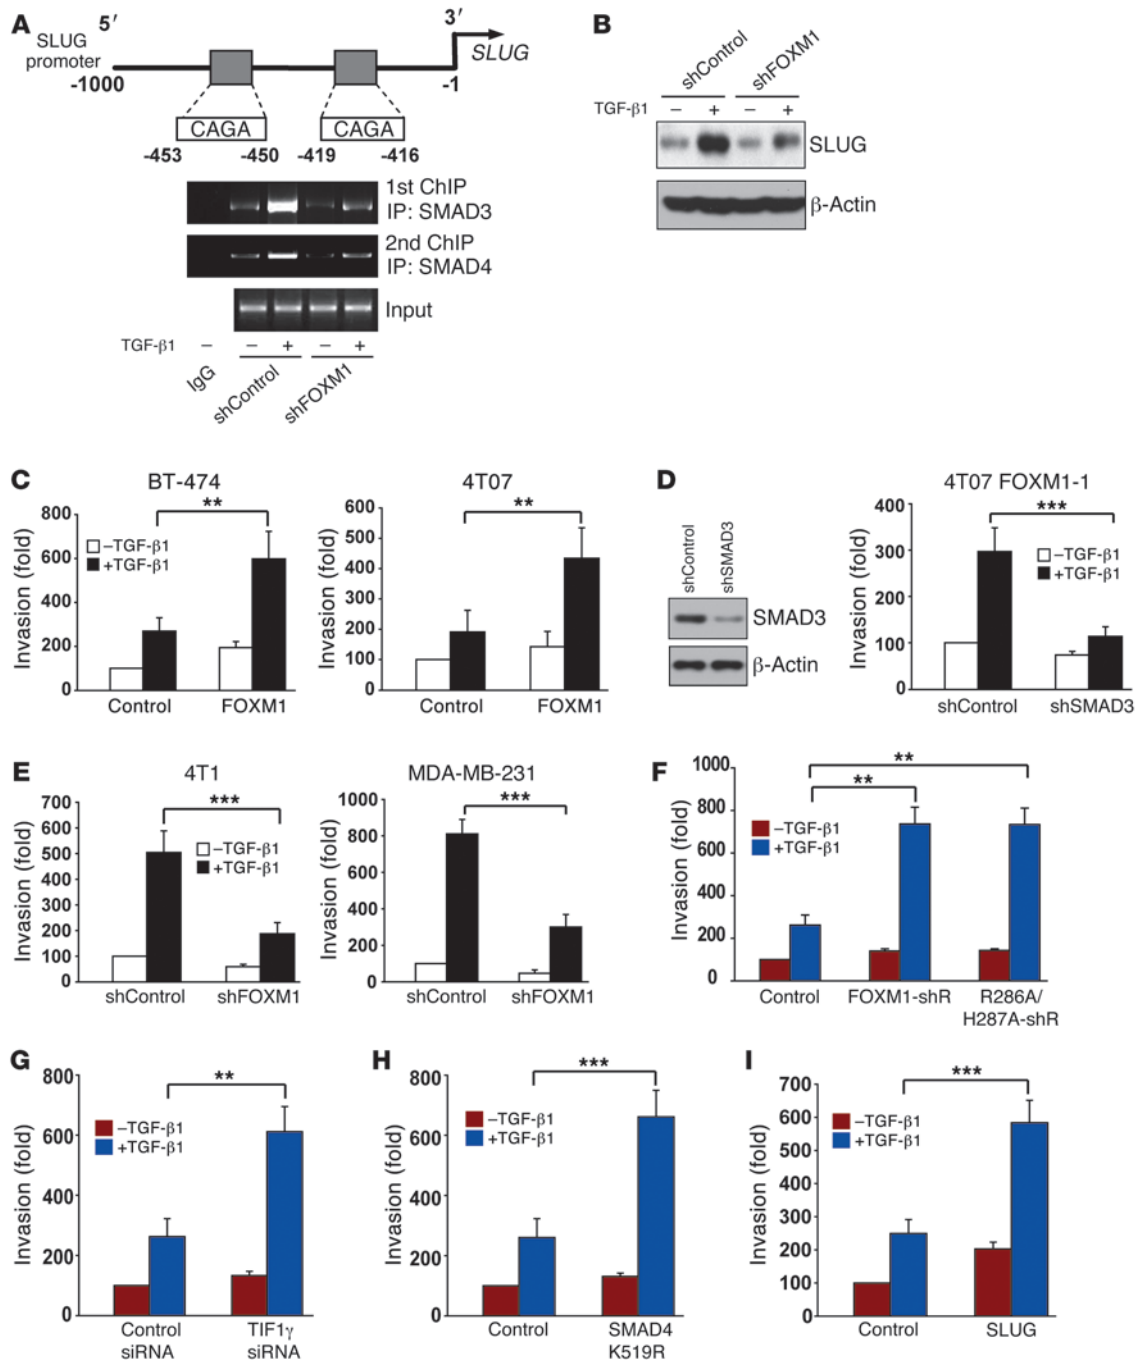 A
5′
3′
SLUG
promoter
SLUG
-1000
-1
CAGA
CAGA
-453
-450
-419
-416
1st ChIP
IP: SMAD3
2nd ChIP
IP: SMAD4
Input
TGF-β1
–
–
+
–
+
IgG
shControl
shFOXM1
B
shControl
shFOXM1
TGF-β1
–
+
–
+
SLUG
β-Actin
C
BT-474
Invasion (fold)
800
600
400
200
0
–TGF-β1
+TGF-β1
**
Control
FOXM1
4T07
Invasion (fold)
600
500
400
300
200
100
0
**
Control
FOXM1
D
shControl
shSMAD3
SMAD3
β-Actin
4T07 FOXM1-1
Invasion (fold)
400
300
200
100
0
***
–TGF-β1
+TGF-β1
shControl
shSMAD3
E
4T1
Invasion (fold)
700
600
500
400
300
200
100
0
***
–TGF-β1
+TGF-β1
shControl
shFOXM1
MDA-MB-231
Invasion (fold)
1000
800
600
400
200
0
***
shControl
shFOXM1
F
Invasion (fold)
1000
800
600
400
200
0
**
**
–TGF-β1
+TGF-β1
Control
FOXM1-shR
R286A/
H287A-shR
G
Invasion (fold)
800
600
400
200
0
**
–TGF-β1
+TGF-β1
Control
siRNA
TIF1γ
siRNA
H
Invasion (fold)
800
600
400
200
0
***
–TGF-β1
+TGF-β1
Control
SMAD4
K519R
I
Invasion (fold)
700
600
500
400
300
200
100
0
***
–TGF-β1
+TGF-β1
Control
SLUG